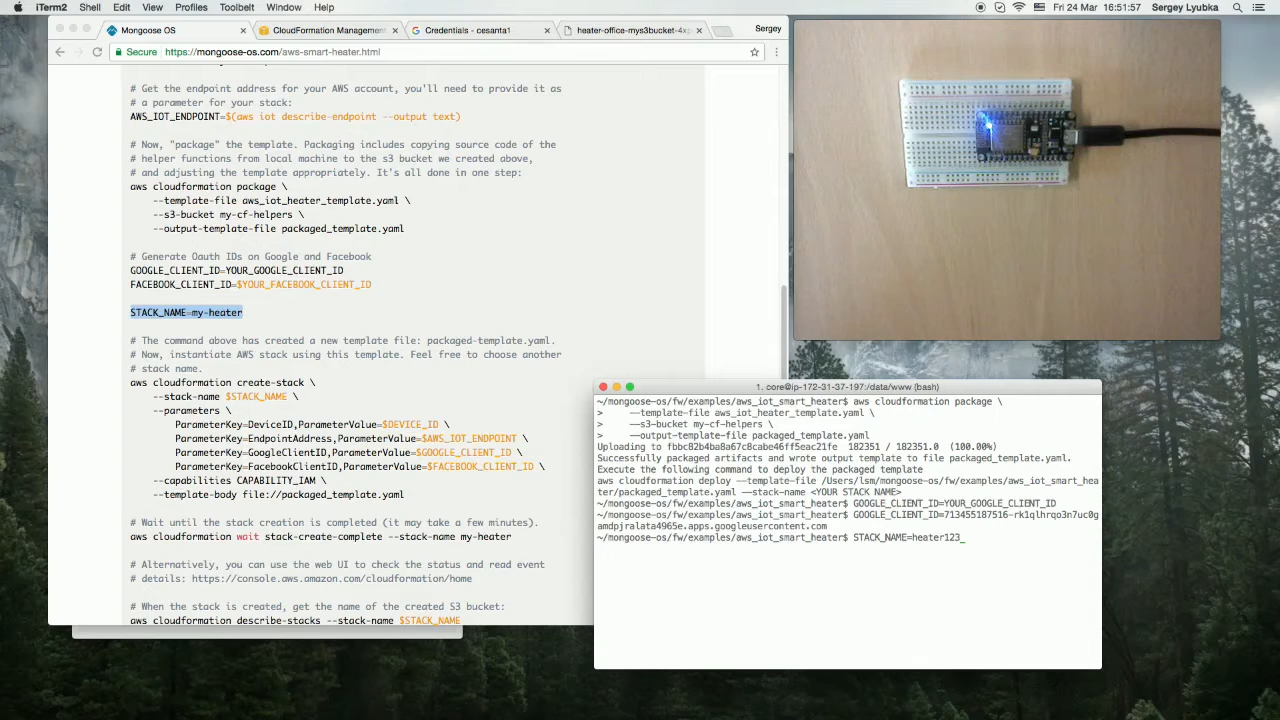 iTerm2 Shell Edit View Profiles Toolbelt Window Help
Fri 24 Mar 16:51:57 Sergey Lyubka
Mongoose OS
CloudFormation Management
Credentials - cesanta1
heater-office-mys3bucket-4xp
Sergey
Secure https://mongoose-os.com/aws-smart-heater.html
# Get the endpoint address for your AWS account, you'll need to provide it as
# a parameter for your stack:
AWS_IOT_ENDPOINT=$(aws iot describe-endpoint --output text)
# Now, "package" the template. Packaging includes copying source code of the
# helper functions from local machine to the s3 bucket we created above,
# and adjusting the template appropriately. It's all done in one step:
aws cloudformation package \
--template-file aws_iot_heater_template.yaml \
--s3-bucket my-cf-helpers \
--output-template-file packaged_template.yaml
# Generate Oauth IDs on Google and Facebook
GOOGLE_CLIENT_ID=YOUR_GOOGLE_CLIENT_ID
FACEBOOK_CLIENT_ID=$YOUR_FACEBOOK_CLIENT_ID
STACK_NAME=my-heater
# The command above has created a new template file: packaged-template.yaml.
# Now, instantiate AWS stack using this template. Feel free to choose another
# stack name.
aws cloudformation create-stack \
--stack-name $STACK_NAME \
--parameters \
ParameterKey=DeviceID,ParameterValue=$DEVICE_ID \
ParameterKey=EndpointAddress,ParameterValue=$AWS_IOT_ENDPOINT \
ParameterKey=GoogleClientID,ParameterValue=$GOOGLE_CLIENT_ID \
ParameterKey=FacebookClientID,ParameterValue=$FACEBOOK_CLIENT_ID \
--capabilities CAPABILITY_IAM \
--template-body file://packaged_template.yaml
# Wait until the stack creation is completed (it may take a few minutes).
aws cloudformation wait stack-create-complete --stack-name my-heater
# Alternatively, you can use the web UI to check the status and read event
# details: https://console.aws.amazon.com/cloudformation/home
# When the stack is created, get the name of the created S3 bucket:
aws cloudformation describe-stacks --stack-name $STACK_NAME
1. core@ip-172-31-37-197:/data/www (bash)
~/mongoose-os/fw/examples/aws_iot_smart_heater$ aws cloudformation package \
> --template-file aws_iot_heater_template.yaml \
> --s3-bucket my-cf-helpers \
> --output-template-file packaged_template.yaml
Uploading to fbbc82b4ba8a67c8cabe46ff5eac21fe 182351 / 182351.0 (100.00%)
Successfully packaged artifacts and wrote output template to file packaged_template.yaml.
Execute the following command to deploy the packaged template
aws cloudformation deploy --template-file /Users/lsm/mongoose-os/fw/examples/aws_iot_smart_hea
ter/packaged_template.yaml --stack-name <YOUR STACK NAME>
~/mongoose-os/fw/examples/aws_iot_smart_heater$ GOOGLE_CLIENT_ID=YOUR_GOOGLE_CLIENT_ID
~/mongoose-os/fw/examples/aws_iot_smart_heater$ GOOGLE_CLIENT_ID=713455187516-rk1qlhrqo3n7uc0g
amdpjralata4965e.apps.googleusercontent.com
~/mongoose-os/fw/examples/aws_iot_smart_heater$ STACK_NAME=heater123